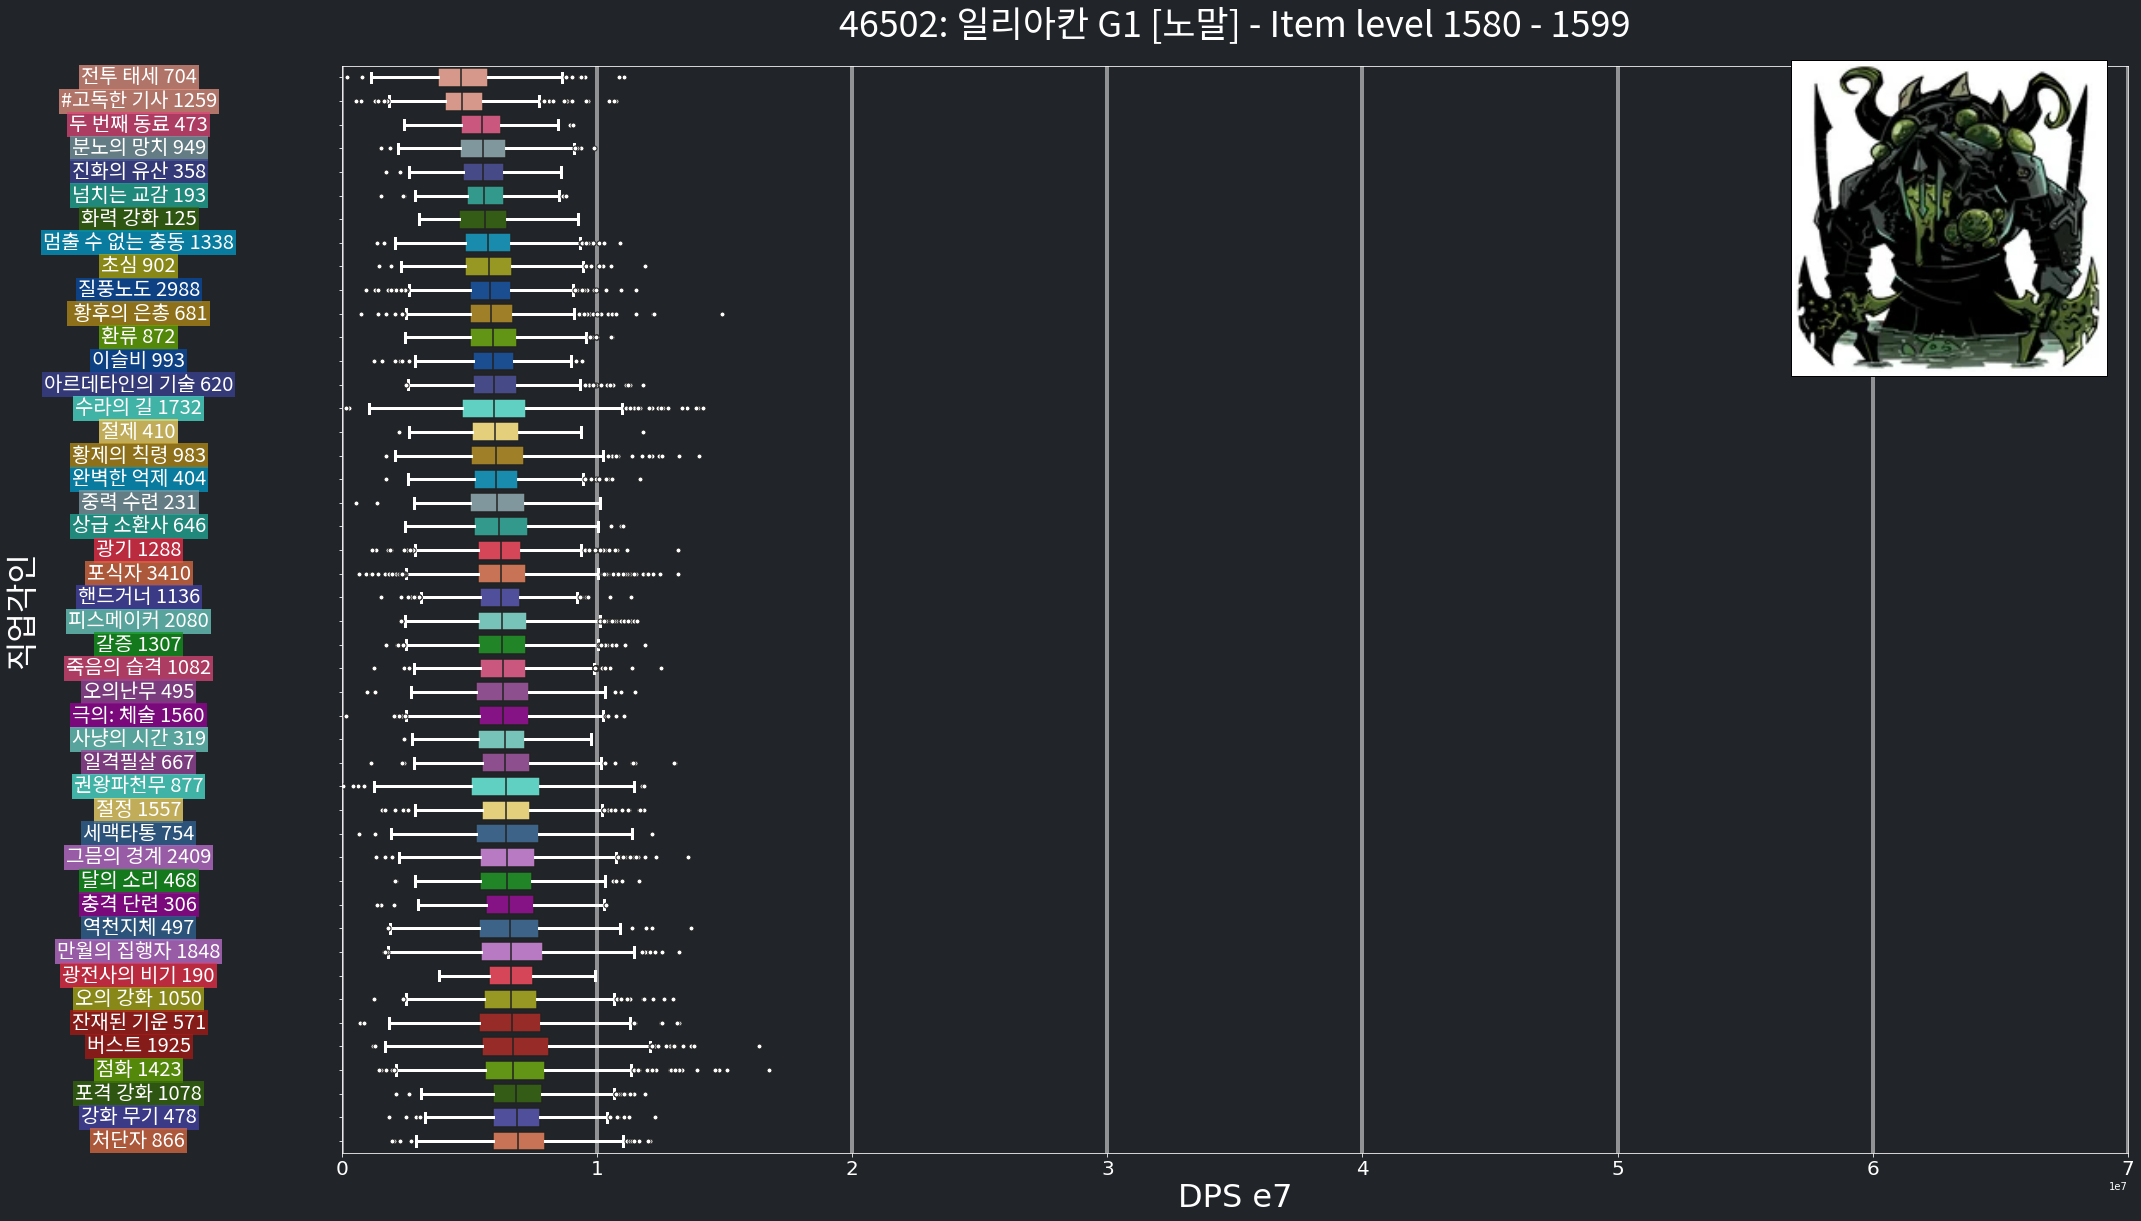 46502: 일리아칸 G1 [노말] - Item level 1580 - 1599
전투 태세 704
#고독한 기사 1259
두 번째 동료 473
분노의 망치 949
진화의 유산 358
넘치는 교감 193
화력 강화 125
멈출 수 없는 충동 1338
초심 902
질풍노도 2988
황후의 은총 681
환류 872
이슬비 993
아르데타인의 기술 620
수라의 길 1732
절제 410
황제의 칙령 983
완벽한 억제 404
중력 수련 231
상급 소환사 646
광기 1288
포식자 3410
핸드거너 1136
피스메이커 2080
갈증 1307
죽음의 습격 1082
오의난무 495
극의: 체술 1560
사냥의 시간 319
일격필살 667
권왕파천무 877
절정 1557
세맥타통 754
그믐의 경계 2409
달의 소리 468
충격 단련 306
역천지체 497
만월의 집행자 1848
광전사의 비기 190
오의 강화 1050
잔재된 기운 571
버스트 1925
점화 1423
포격 강화 1078
강화 무기 478
처단자 866
직업각인
0 1 2 3 4 5 6 7
1e7
DPS e7